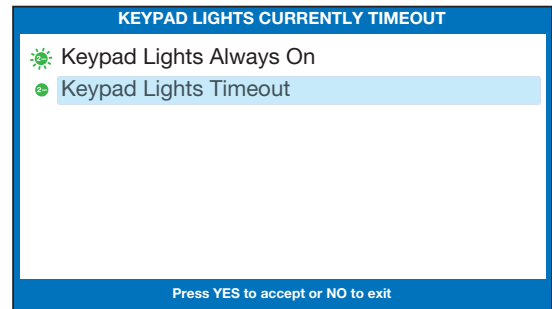 KEYPAD LIGHTS CURRENTLY TIMEOUT
Keypad Lights Always On
Keypad Lights Timeout
Press YES to accept or NO to exit